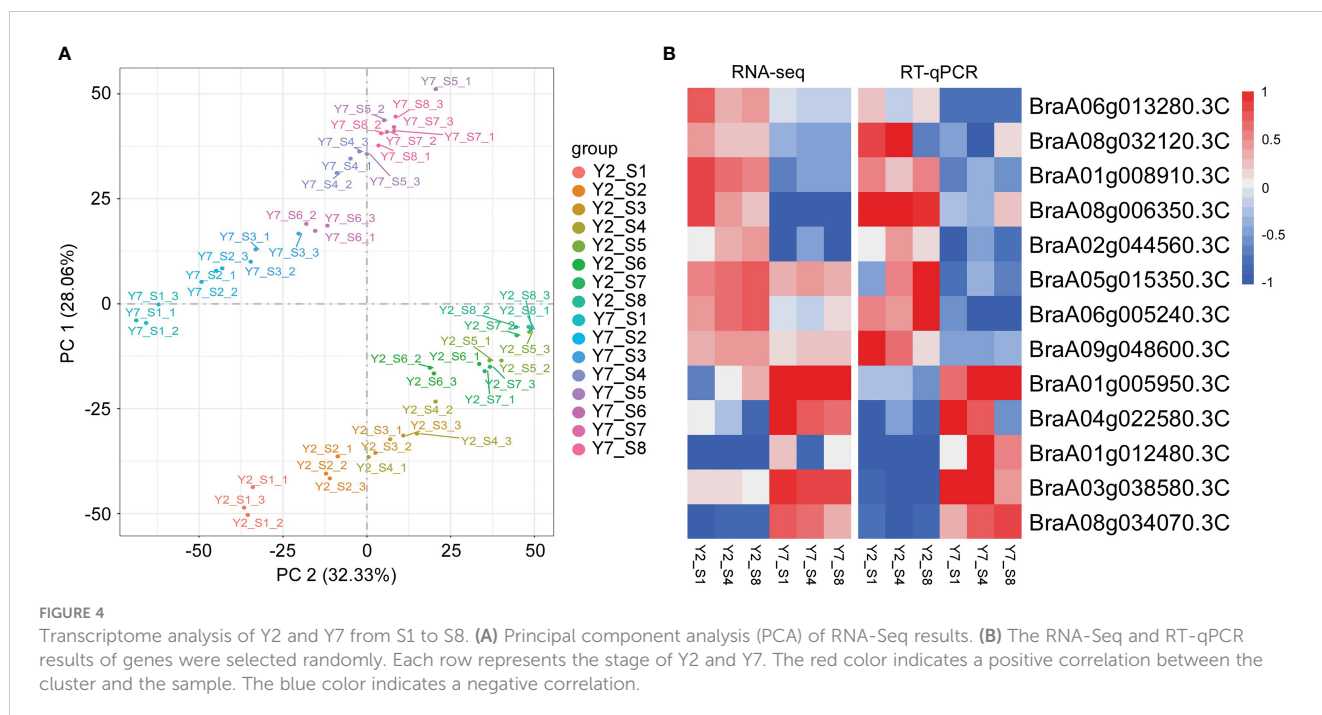 A
B
Y7_S5_1
Y7_S5_2
Y7_S8_3
Y7_S8_2
Y7_S7_3
Y7_S7_1
Y7_S7_2
Y7_S8_1
Y7_S4_3
Y7_S4_1
Y7_S4_2
Y7_S5_3
Y7_S6_2
Y7_S6_3
Y7_S6_1
Y7_S3_1
Y7_S3_3
Y7_S3_2
Y7_S2_3
Y7_S2_1
Y7_S2_2
Y7_S1_3
Y7_S1_1
Y7_S1_2
Y2_S8_3
Y2_S8_2
Y2_S8_1
Y2_S7_2
Y2_S5_1
Y2_S5_3
Y2_S5_2
Y2_S6_2
Y2_S6_1
Y2_S6_3
Y2_S7_3
Y2_S7_1
Y2_S4_2
Y2_S3_1
Y2_S3_3
Y2_S3_2
Y2_S4_3
Y2_S4_1
Y2_S2_1
Y2_S2_2
Y2_S2_3
Y2_S1_1
Y2_S1_3
Y2_S1_2
50
25
0
-25
-50
PC 1 (28.06%)
-50
-25
0
25
50
PC 2 (32.33%)
group
Y2_S1
Y2_S2
Y2_S3
Y2_S4
Y2_S5
Y2_S6
Y2_S7
Y2_S8
Y7_S1
Y7_S2
Y7_S3
Y7_S4
Y7_S5
Y7_S6
Y7_S7
Y7_S8
RNA-seq RT-qPCR
BraA06g013280.3C
BraA08g032120.3C
BraA01g008910.3C
BraA08g006350.3C
BraA02g044560.3C
BraA05g015350.3C
BraA06g005240.3C
BraA09g048600.3C
BraA01g005950.3C
BraA04g022580.3C
BraA01g012480.3C
BraA03g038580.3C
BraA08g034070.3C
1
0.5
0
-0.5
-1
Y2_S1 Y2_S4 Y2_S8 Y7_S1 Y7_S4 Y7_S8 Y2_S1 Y2_S4 Y2_S8 Y7_S1 Y7_S4 Y7_S8
FIGURE 4
Transcriptome analysis of Y2 and Y7 from S1 to S8. (A) Principal component analysis (PCA) of RNA-Seq results. (B) The RNA-Seq and RT-qPCR
results of genes were selected randomly. Each row represents the stage of Y2 and Y7. The red color indicates a positive correlation between the
cluster and the sample. The blue color indicates a negative correlation.